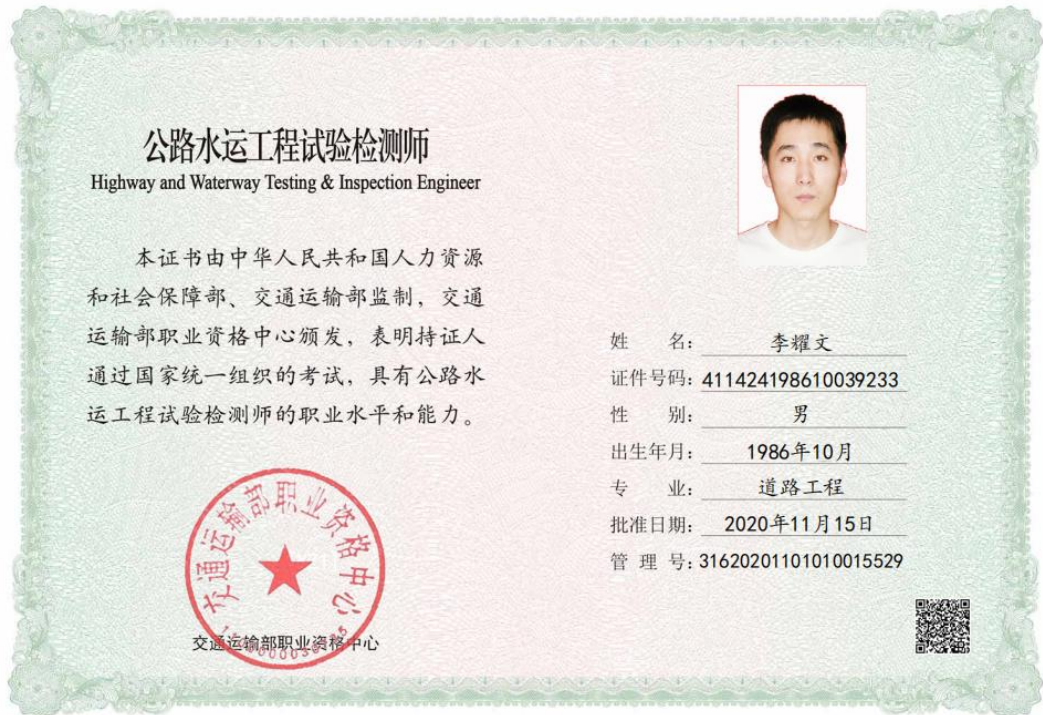 公路水运工程试验检测师
Highway and Waterway Testing & Inspection Engineer
本证书由中华人民共和国人力资源
和社会保障部、交通运输部监制，交通
运输部职业资格中心颁发，表明持证人
通过国家统一组织的考试，具有公路水
运工程试验检测师的职业水平和能力。
交通运输部职业资格中心
交通运输部职业资格中心
姓 名：李耀文
证件号码：411424198610039233
性 别：男
出生年月：1986年10月
专 业：道路工程
批准日期：2020年11月15日
管 理 号：31620201101010015529